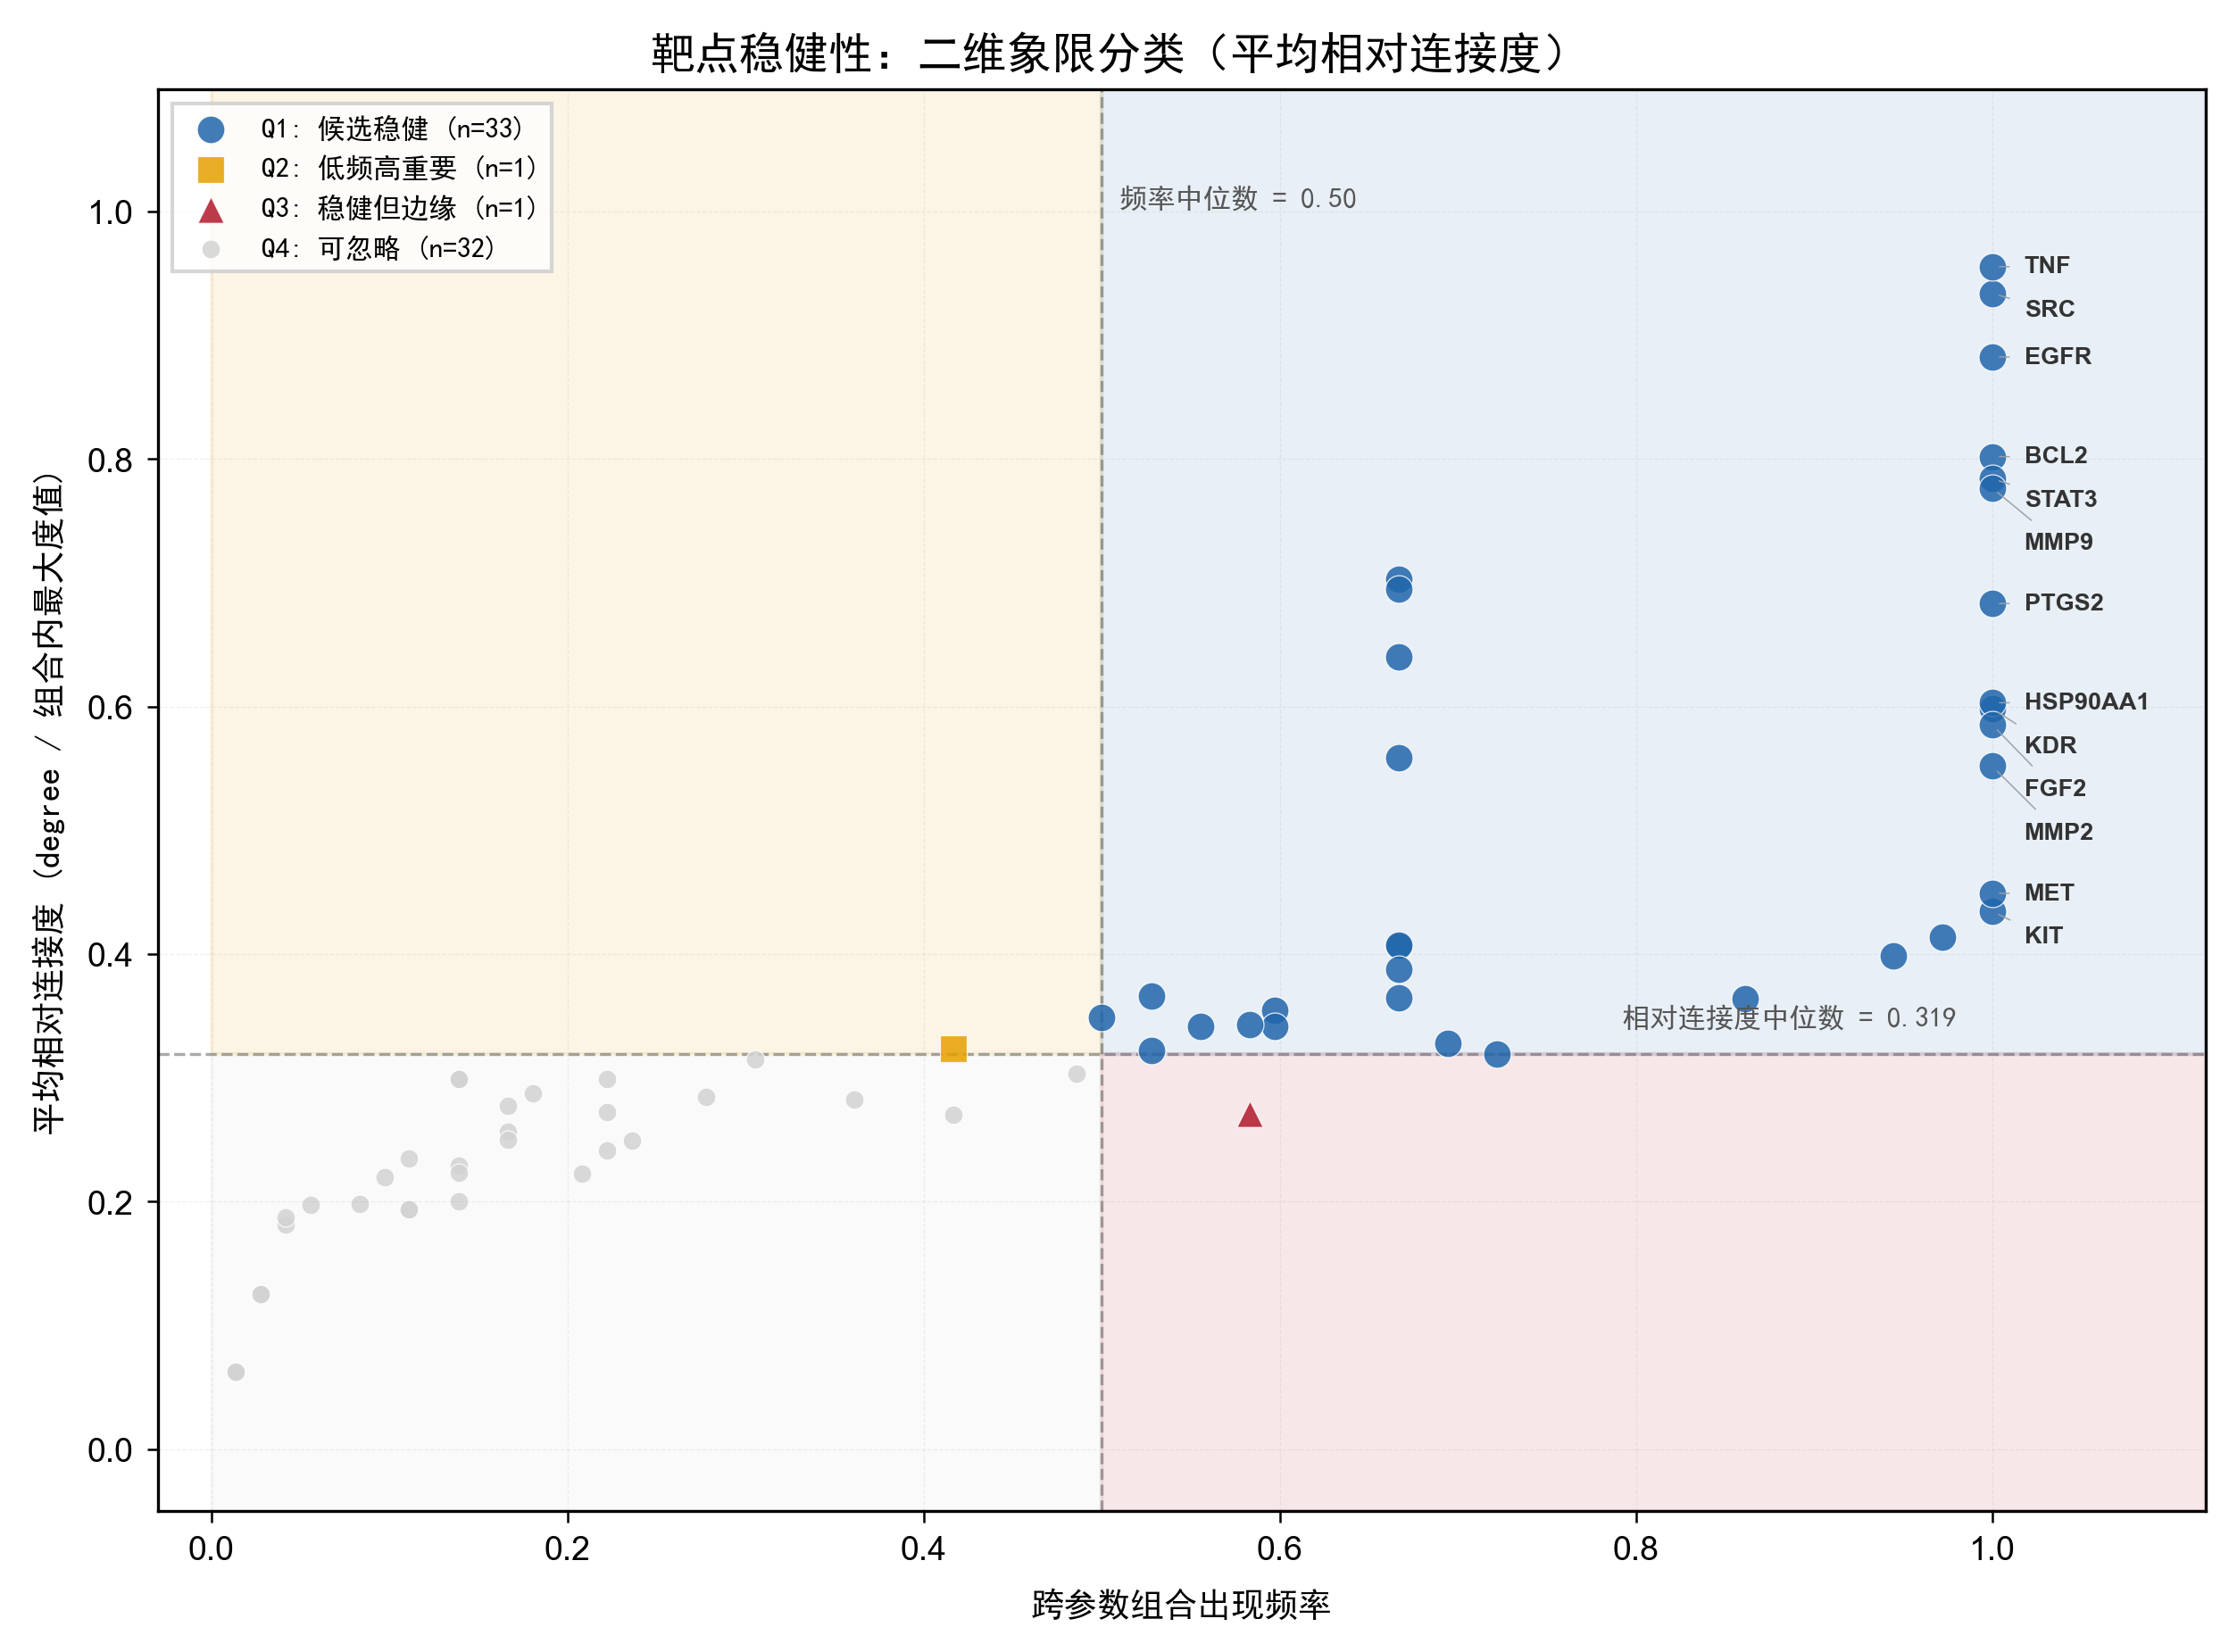 靶点稳健性：二维象限分类（平均相对连接度）
Q1: 候选稳健 (n=33)
Q2: 低频高重要 (n=1)
Q3: 稳健但边缘 (n=1)
Q4: 可忽略 (n=32)
频率中位数 = 0.50
TNF
SRC
EGFR
BCL2
STAT3
MMP9
PTGS2
HSP90AA1
KDR
FGF2
MMP2
MET
KIT
相对连接度中位数 = 0.319
平均相对连接度（degree / 组合内最大度值）
1.0
0.8
0.6
0.4
0.2
0.0
0.0 0.2 0.4 0.6 0.8 1.0
跨参数组合出现频率